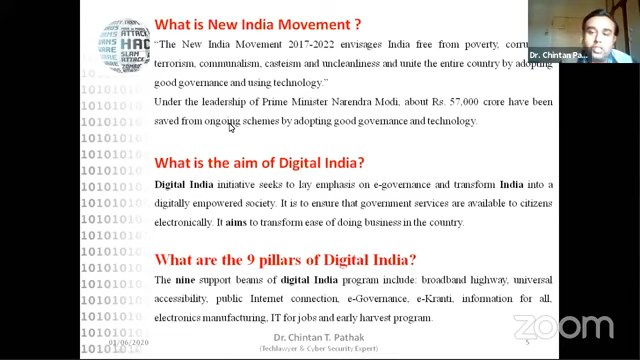 What is New India Movement ?
"The New India Movement 2017-2022 envisages India free from poverty,
terrorism, communalism, casteism and uncleanliness and unite the entire country by adopting
good governance and using technology."
Under the leadership of Prime Minister Narendra Modi, about Rs. 57,000 crore have been
saved from ongoing schemes by adopting good governance and technology.
What is the aim of Digital India?
Digital India initiative seeks to lay emphasis on e-governance and transform India into a
digitally empowered society. It is to ensure that government services are available to citizens
electronically. It aims to transform ease of doing business in the country.
What are the 9 pillars of Digital India?
The nine support beams of digital India program include: broadband highway, universal
accessibility, public Internet connection, e-Governance, e-Kranti, information for all,
electronics manufacturing, IT for jobs and early harvest program.
01/06/2020
Dr. Chintan T. Pathak
(Techlawyer & Cyber Security Expert)
5
zoom
Dr. Chintan Pa...
ATTACK
HAC
SLAM
ATTACK